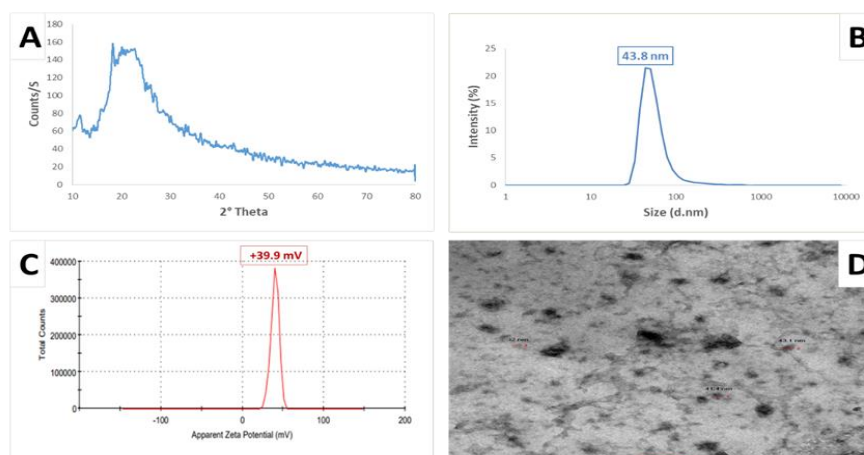 A
180
160
140
120
100
80
60
40
20
0
Counts/S
10 20 30 40 50 60 70 80
2° Theta
B
43.8 nm
25
20
15
10
5
0
Intensity (%)
1 10 100 1000 10000
Size (d.nm)
C
+39.9 mV
400000
300000
200000
100000
0
Total Counts
-100 0 100 200
Apparent Zeta Potential (mV)
D